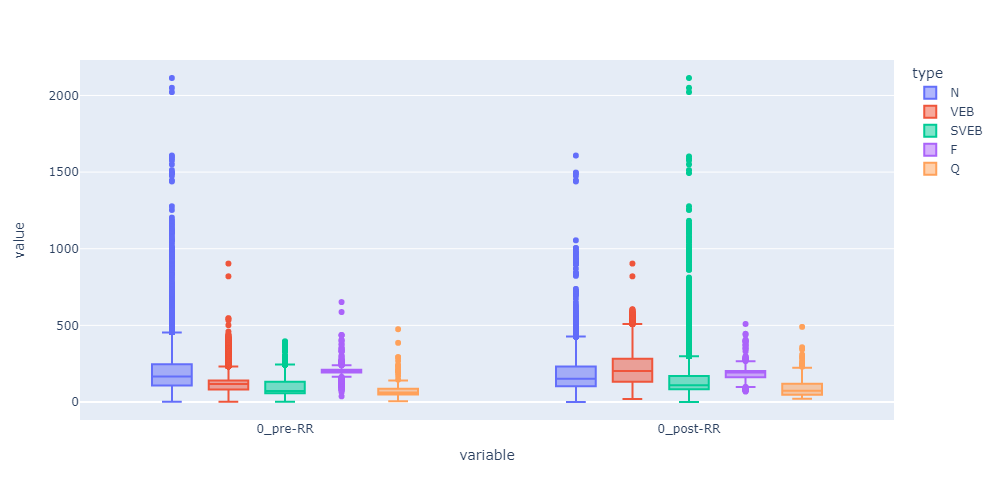 type
N
VEB
SVEB
F
Q
value
2000
1500
1000
500
0
0_pre-RR
0_post-RR
variable